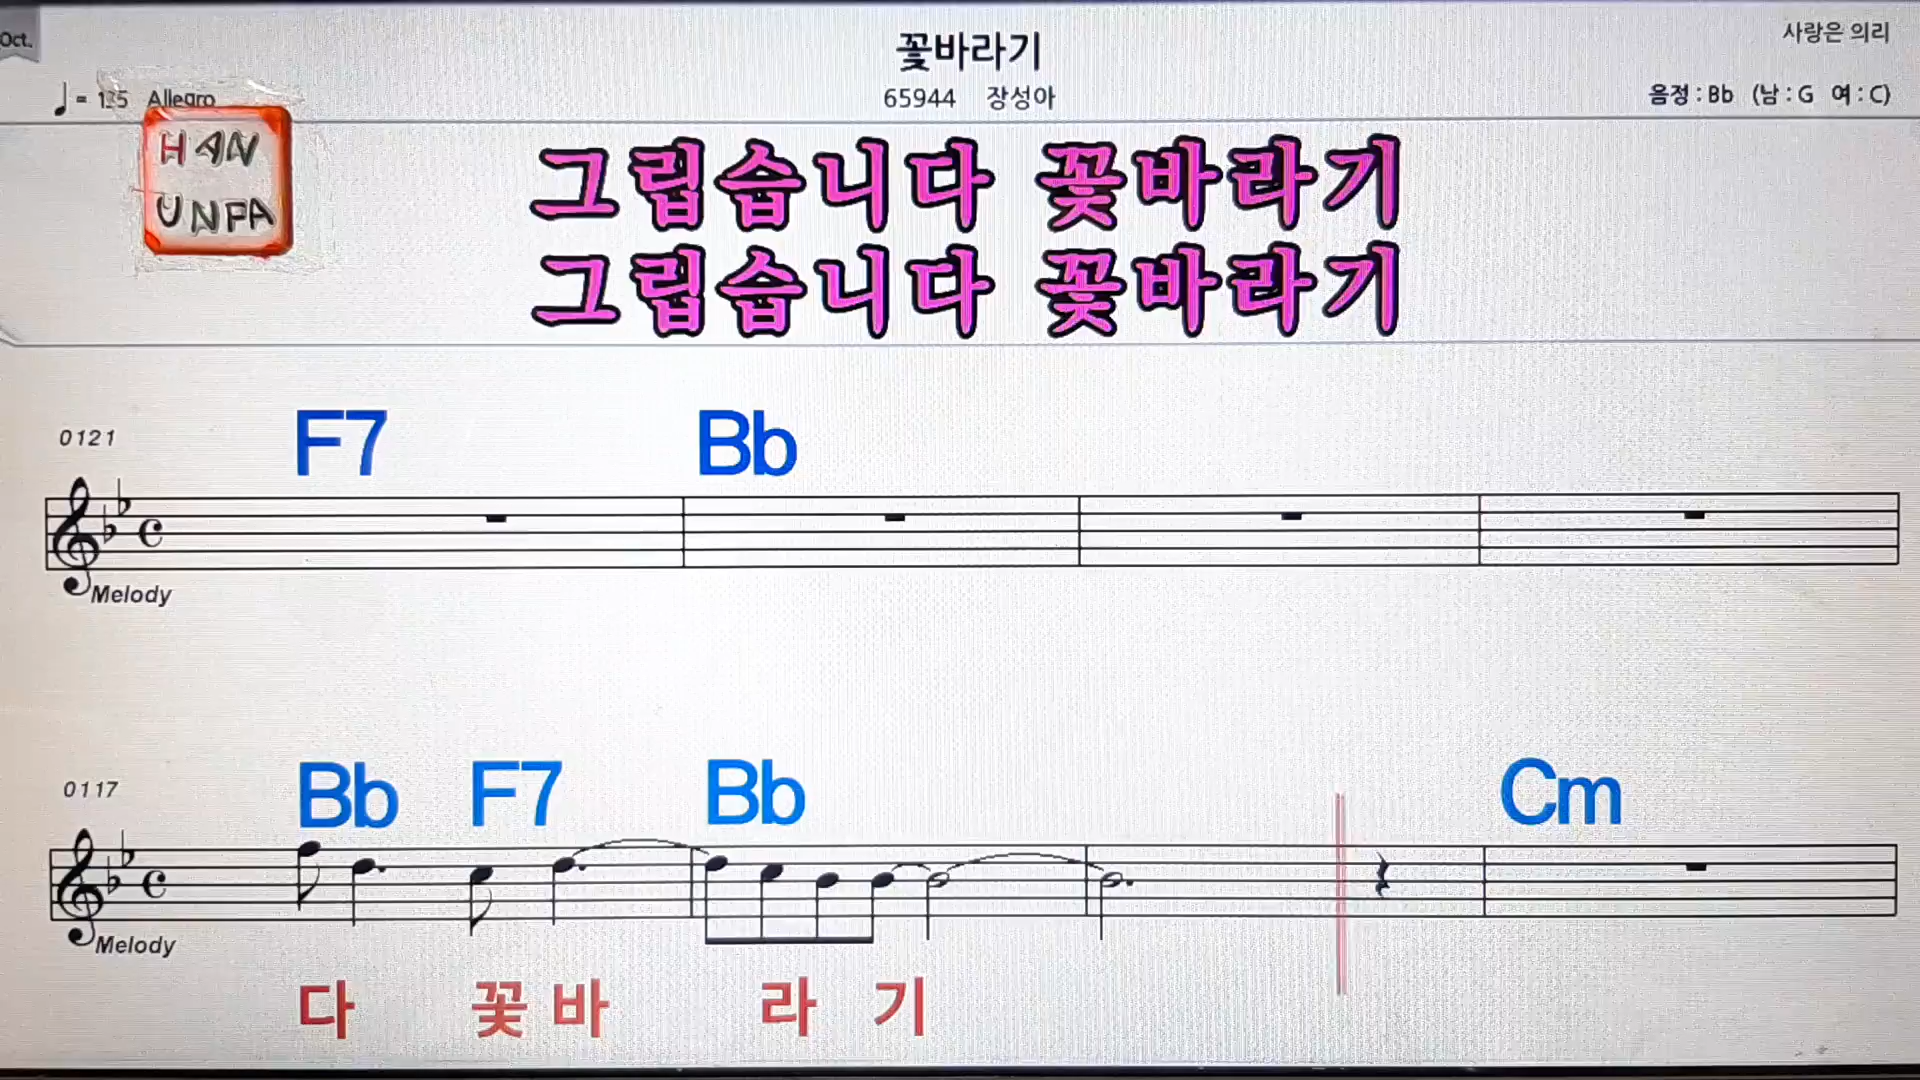 Oct.
꽃바라기
사랑은 의리
= 135 Allegro
65944 장성아
음정 : Bb (남 : G 여 : C)
HAN
UNPA
그립습니다 꽃바라기
그립습니다 꽃바라기
0121
F7 Bb
Melody
0117
Bb F7 Bb Cm
Melody
다 꽃바 라 기